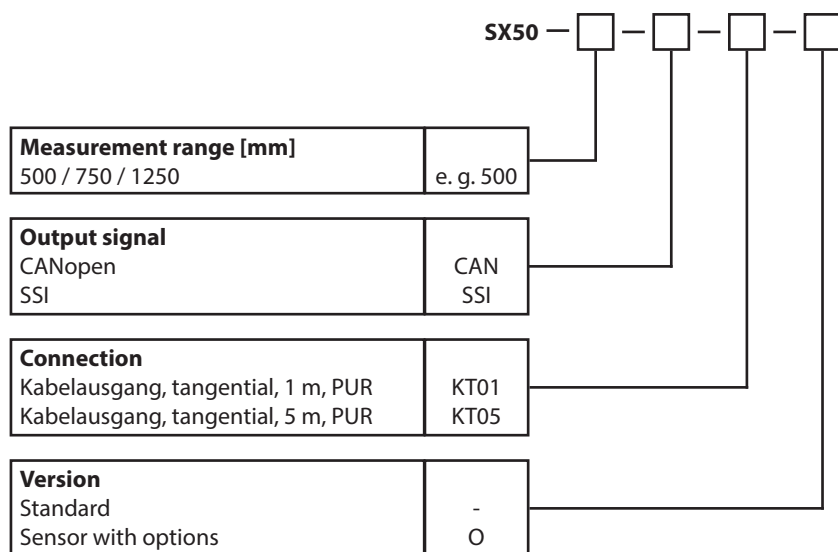 SX50 — □ — □ — □ — □
Measurement range [mm]
500 / 750 / 1250 e. g. 500
Output signal
CANopen CAN
SSI SSI
Connection
Kabelausgang, tangential, 1 m, PUR KT01
Kabelausgang, tangential, 5 m, PUR KT05
Version
Standard -
Sensor with options O